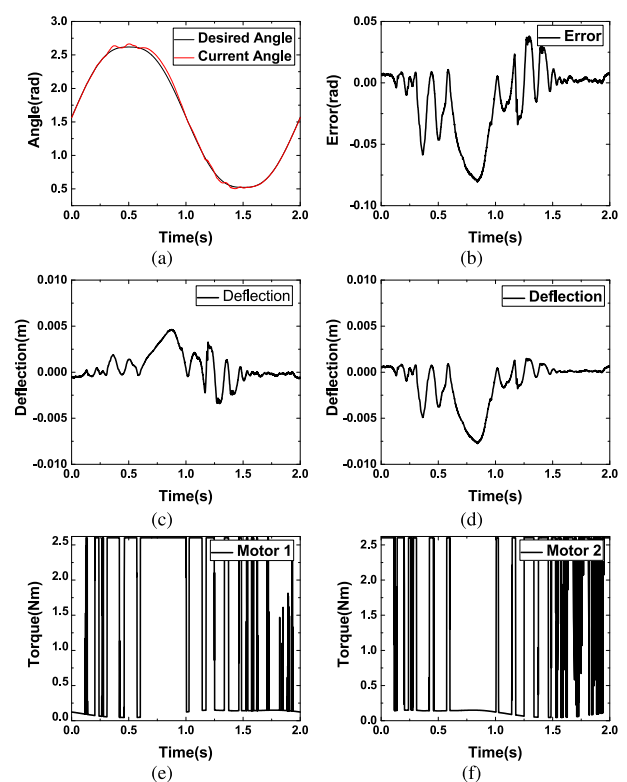 3.0
2.5
2.0
1.5
1.0
0.5
Angle(rad)
Desired Angle
Current Angle
0.0 0.5 1.0 1.5 2.0
Time(s)
(a)
0.05
0.00
-0.05
-0.10
Error(rad)
Error
0.0 0.5 1.0 1.5 2.0
Time(s)
(b)
0.010
0.005
0.000
-0.005
-0.010
Deflection(m)
Deflection
0.0 0.5 1.0 1.5 2.0
Time(s)
(c)
0.010
0.005
0.000
-0.005
-0.010
Deflection(m)
Deflection
0.0 0.5 1.0 1.5 2.0
Time(s)
(d)
2.5
2.0
1.5
1.0
0.5
0.0
Torque(Nm)
Motor 1
0.0 0.5 1.0 1.5 2.0
Time(s)
(e)
2.5
2.0
1.5
1.0
0.5
0.0
Torque(Nm)
Motor 2
0.0 0.5 1.0 1.5 2.0
Time(s)
(f)